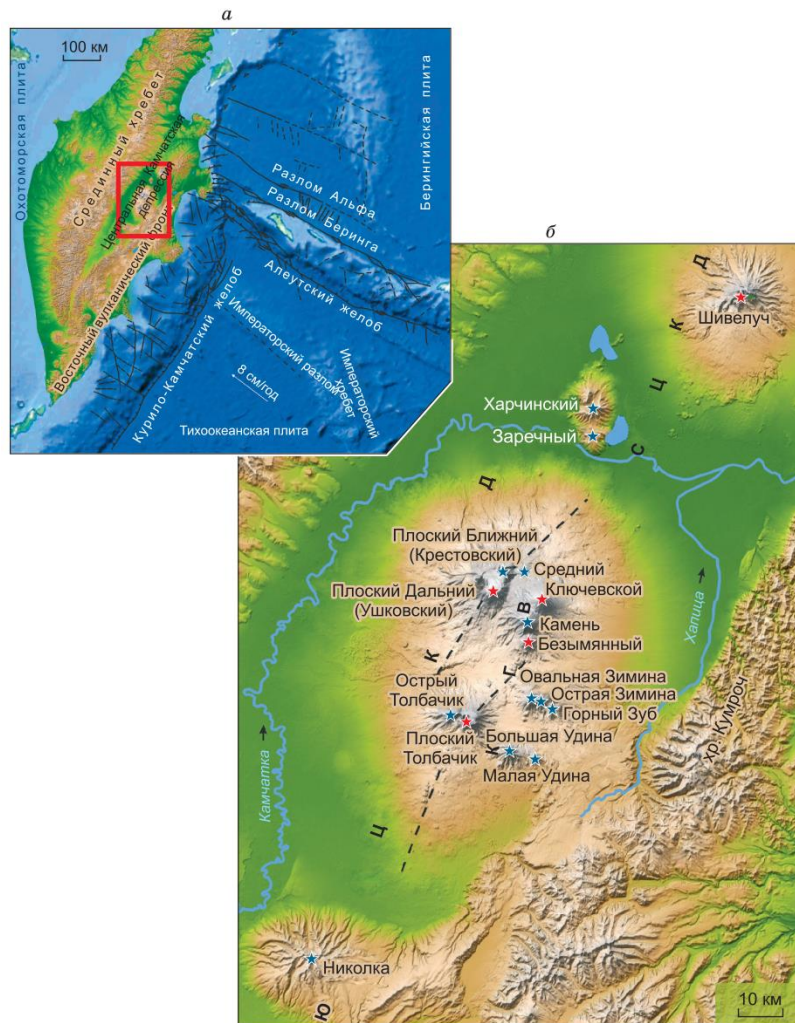 а
100 км
Охотоморская плита
Срединный хребет
Центральная Камчатская
депрессия
Восточный вулканический фронт
Берингийская плита
Разлом Альфа
Разлом Беринга
Алеутский желоб
Курило-Камчатский желоб
Императорский разлом
Императорский
хребет
8 см/год
Тихоокеанская плита
б
Шивелуч
Харчинский
Заречный
Ц К Д
С
Плоский Ближний
(Крестовский)
Средний
Плоский Дальний
(Ушковский)
Ключевской
Камень
Безымянный
Овальная Зимина
Острая Зимина
Горный Зуб
Острый
Толбачик
Плоский
Толбачик
Большая Удина
Малая Удина
К Г В
Ц К Д
Камчатка
Хапица
хр. Кумроч
Николка
Ю
10 км